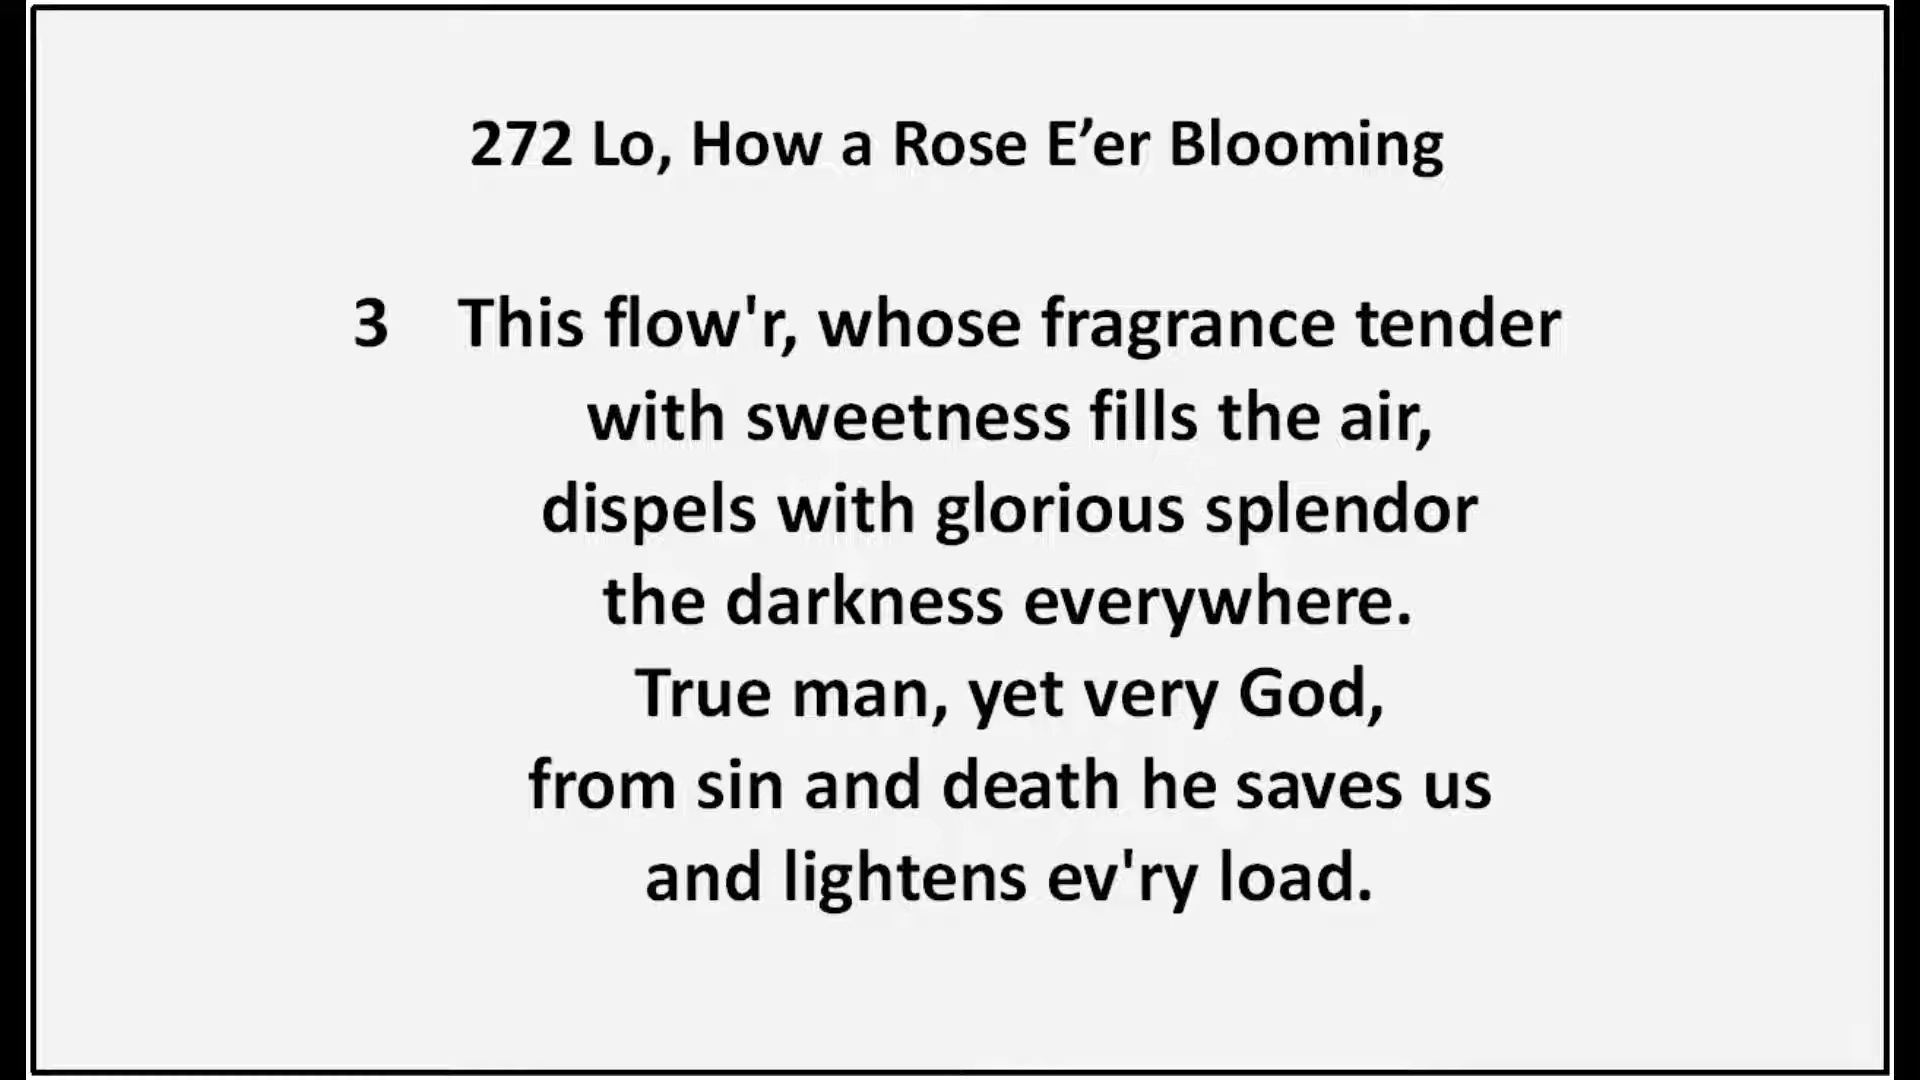 272 Lo, How a Rose E’er Blooming
3 This flow'r, whose fragrance tender
with sweetness fills the air,
dispels with glorious splendor
the darkness everywhere.
True man, yet very God,
from sin and death he saves us
and lightens ev'ry load.